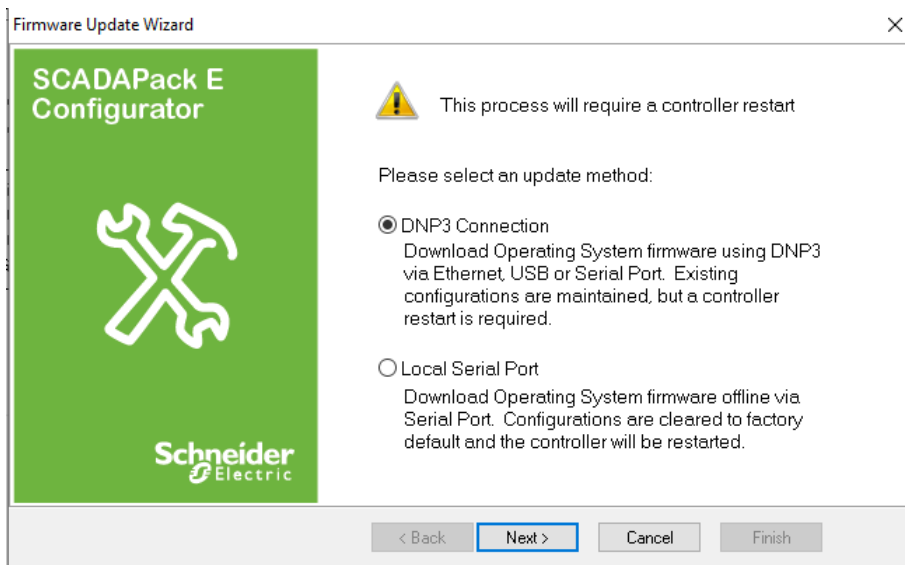 Firmware Update Wizard
SCADAPack E
Configurator
This process will require a controller restart
Please select an update method:
DNP3 Connection
Download Operating System firmware using DNP3
via Ethernet, USB or Serial Port. Existing
configurations are maintained, but a controller
restart is required.
Local Serial Port
Download Operating System firmware offline via
Serial Port. Configurations are cleared to factory
default and the controller will be restarted.
Schneider
Electric
< Back
Next >
Cancel
Finish